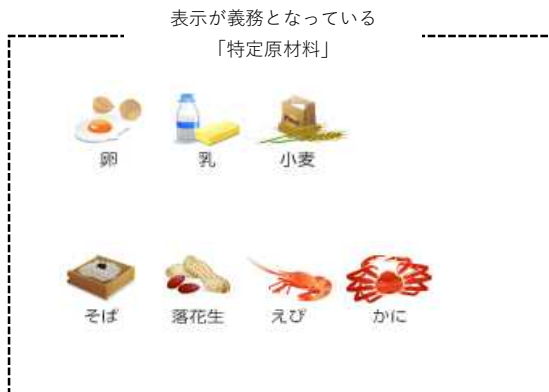 表示が義務となっている
「特定原材料」
卵 乳 小麦
そば 落花生 えび かに